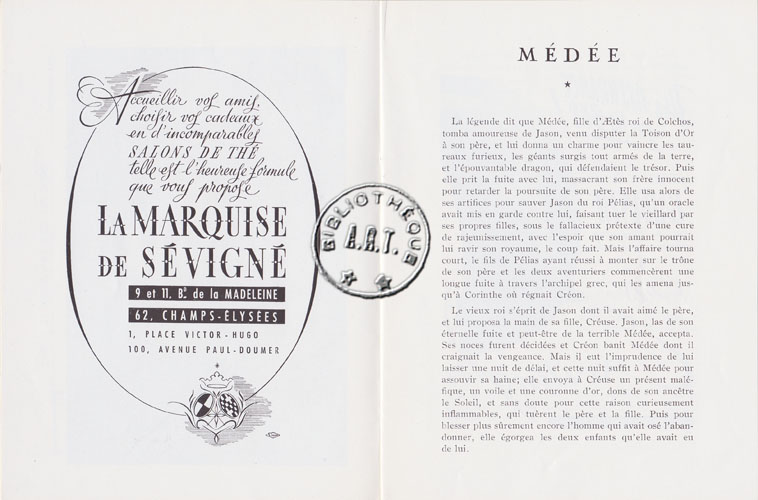 Accueillir vos amis,
choisir vos cadeaux
en d'incomparables
SALONS DE THÉ
telle est l'heureuse formule
que vous propose
LA MARQUISE
DE SÉVIGNÉ
9 et 11, Bd de la MADELEINE
62, CHAMPS-ELYSÉES
1, PLACE VICTOR-HUGO
100, AVENUE PAUL-DOUMER
BIBLIOTHÈQUE
A.R.T.
MÉDÉE
La légende dit que Médée, fille d'Ætès roi de Colchos,
tomba amoureuse de Jason, venu disputer la Toison d'Or
à son père, et lui donna un charme pour vaincre les tau-
reaux furieux, les géants surgis tout armés de la terre,
et l'épouvantable dragon, qui défendaient le trésor. Puis
elle prit la fuite avec lui, massacrant son frère innocent
pour retarder la poursuite de son père. Elle usa alors de
ses artifices pour sauver Jason du roi Pélias, qu'un oracle
avait mis en garde contre lui, faisant tuer le vieillard par
ses propres filles, sous le fallacieux prétexte d'une cure
de rajeunissement, avec l'espoir que son amant pourrait
lui ravir son royaume, le coup fait. Mais l'affaire tourna
court, le fils de Pélias ayant réussi à monter sur le trône
de son père et les deux aventuriers commencèrent une
longue fuite à travers l'archipel grec, qui les amena jus-
qu'à Corinthe où régnait Créon.
Le vieux roi s'éprit de Jason dont il avait aimé le père,
et lui proposa la main de sa fille, Créuse. Jason, las de son
éternelle fuite et peut-être de la terrible Médée, accepta.
Ses noces furent décidées et Créon banit Médée dont il
craignait la vengeance. Mais il eut l'imprudence de lui
laisser une nuit de délai, et cette nuit suffit à Médée pour
assouvir sa haine; elle envoya à Créuse un présent malé-
fique, un voile et une couronne d'or, dons de son ancêtre
le Soleil, et sans doute pour cette raison curieusement
inflammables, qui tuèrent le père et la fille. Puis pour
blesser plus sûrement encore l'homme qui avait osé l'aban-
donner, elle égorgea les deux enfants qu'elle avait eu
de lui.